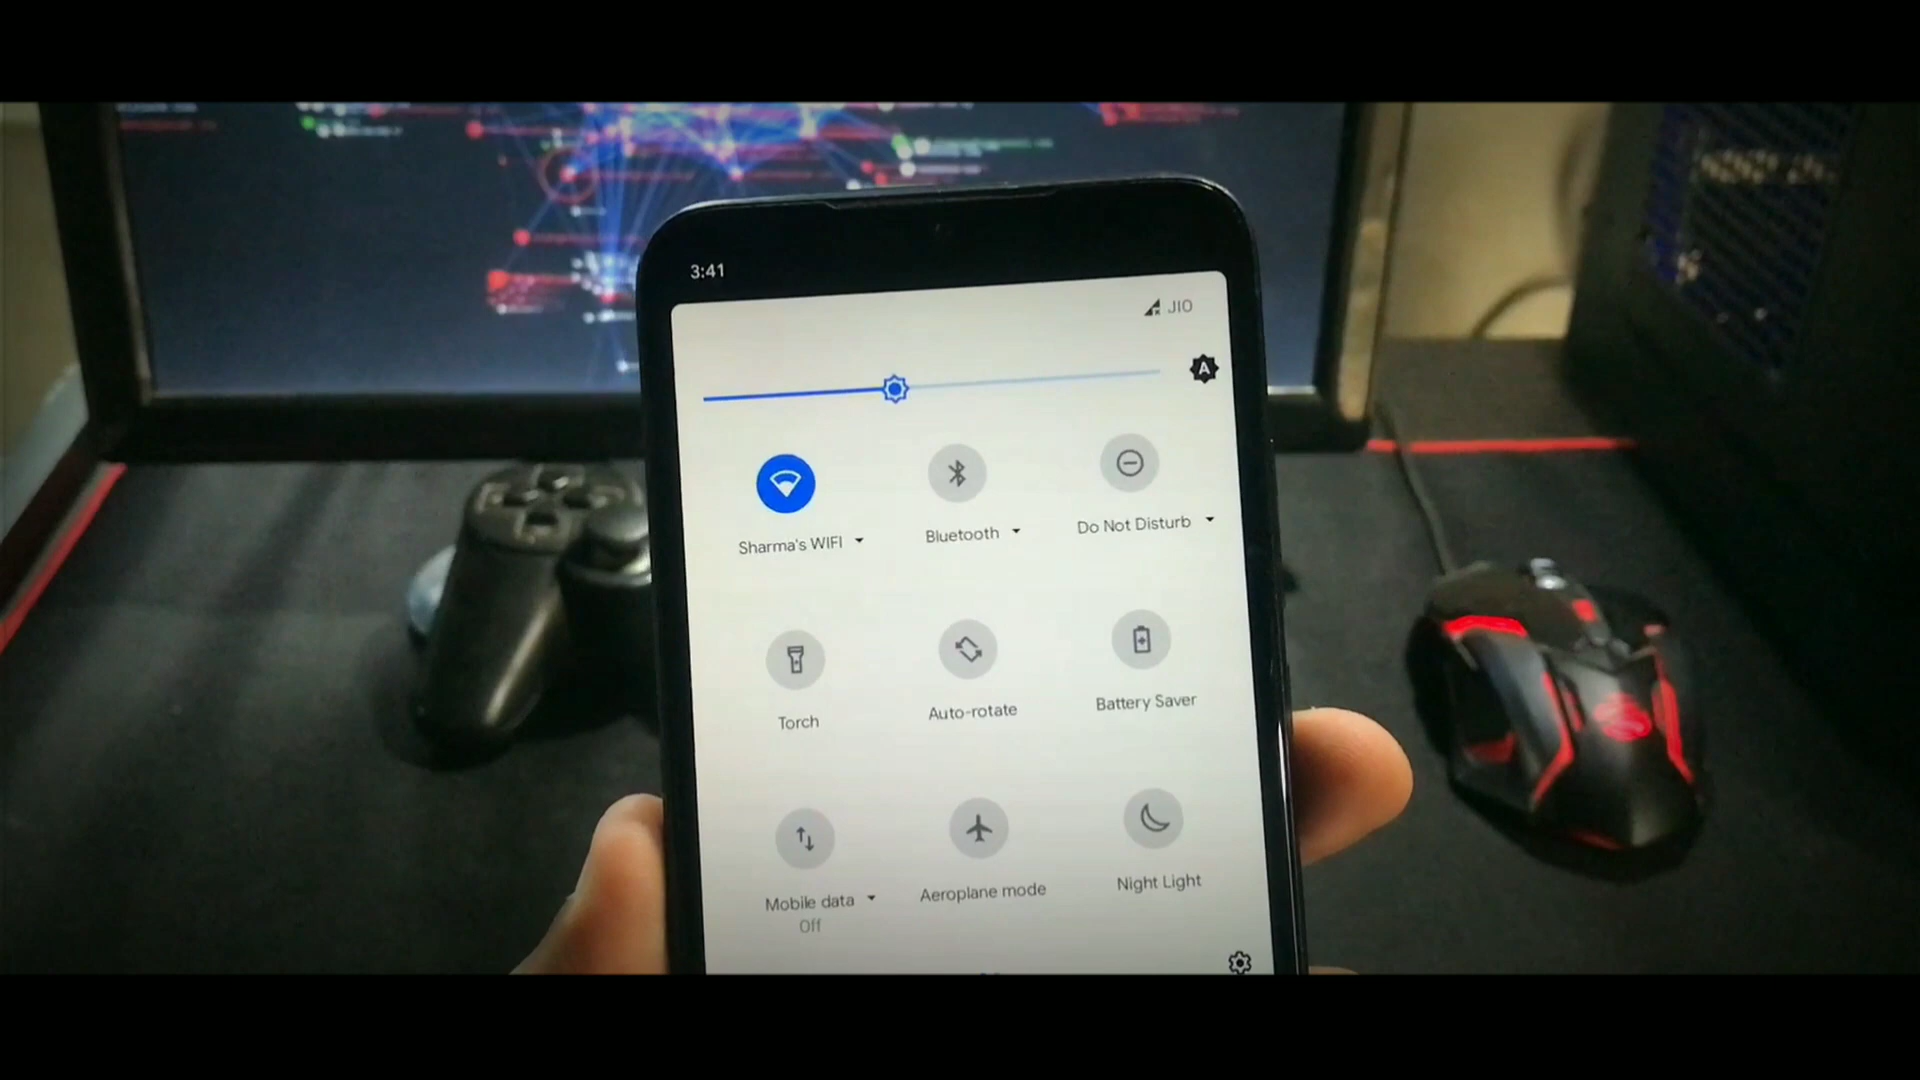 3:41
JIO
A
Sharma's WIFI
Bluetooth
Do Not Disturb
Torch
Auto-rotate
Battery Saver
Mobile data
Off
Aeroplane mode
Night Light